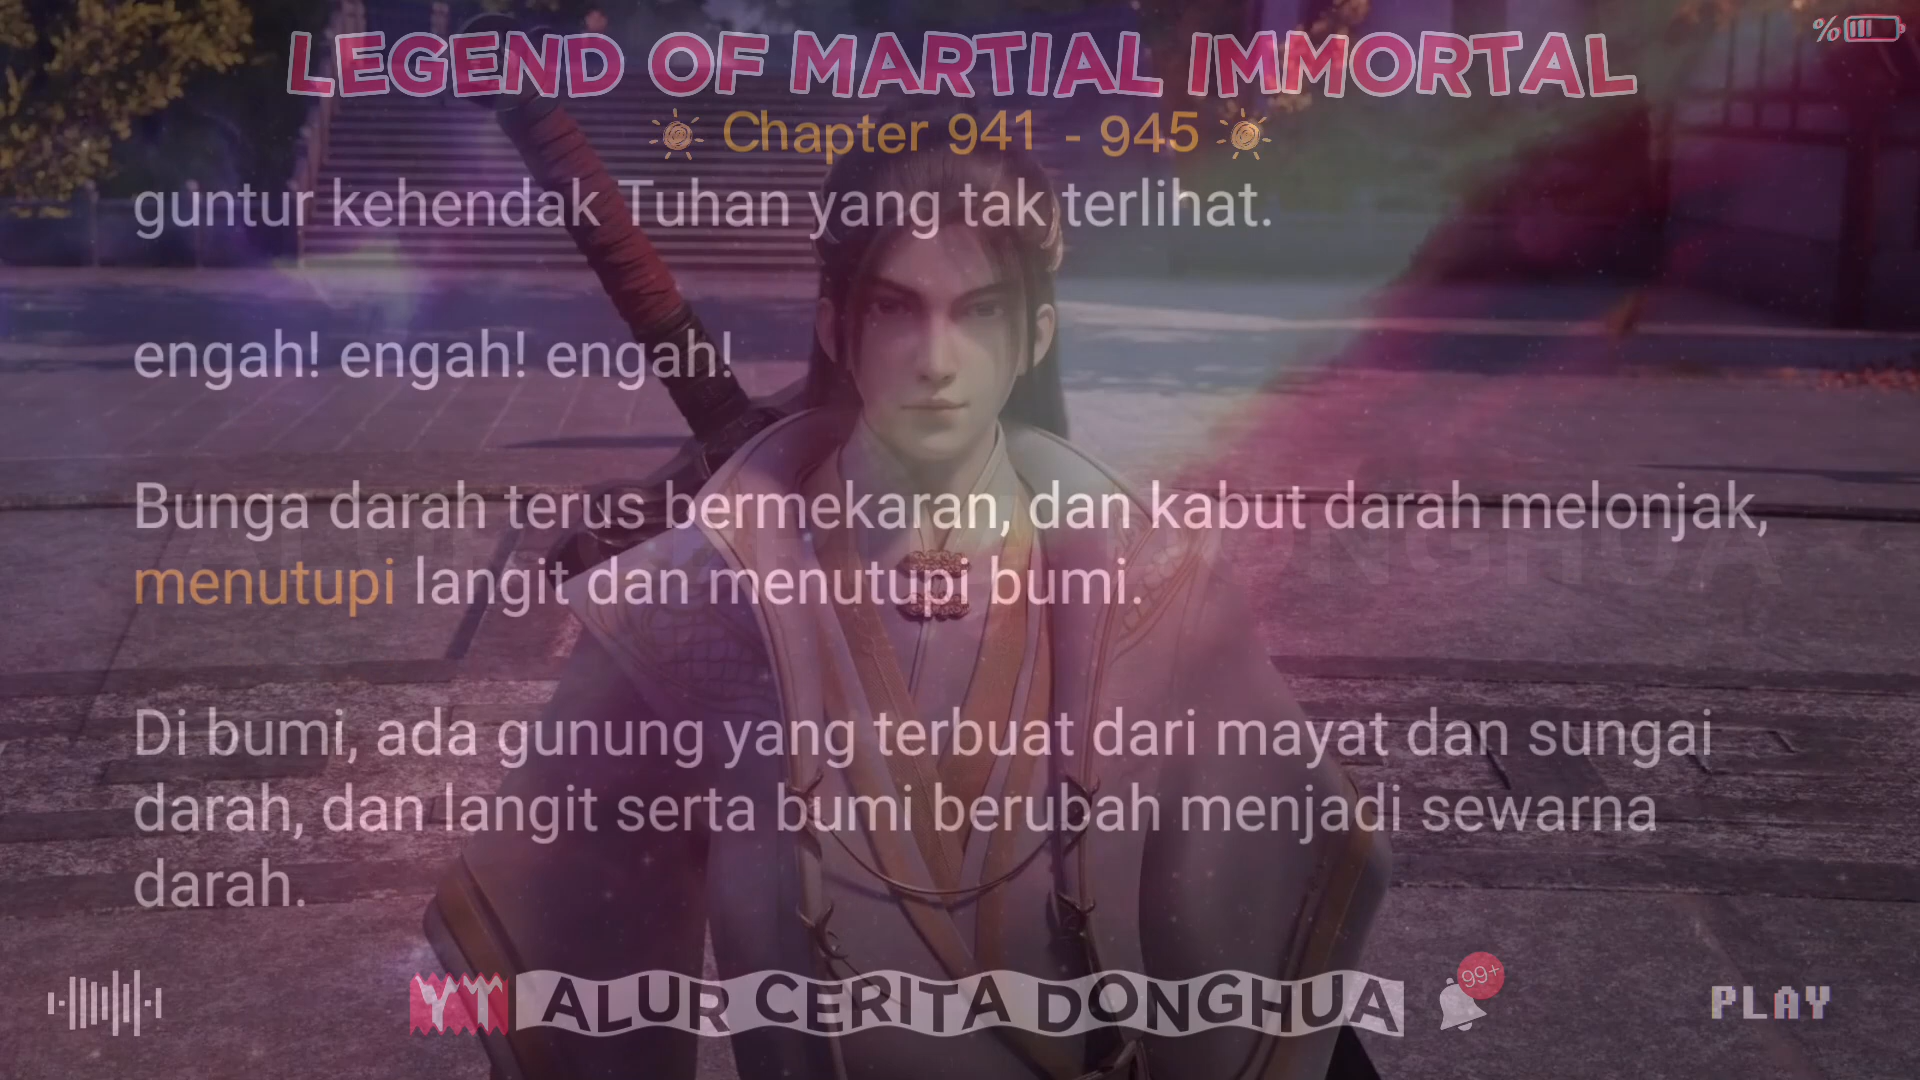 LEGEND OF MARTIAL IMMORTAL
%
Chapter 941 - 945
guntur kehendak Tuhan yang tak terlihat.
engah! engah! engah!
Bunga darah terus bermekaran, dan kabut darah melonjak,
menutupi langit dan menutupi bumi.
Di bumi, ada gunung yang terbuat dari mayat dan sungai
darah, dan langit serta bumi berubah menjadi sewarna
darah.
YT ALUR CERITA DONGHUA 99+
PLAY